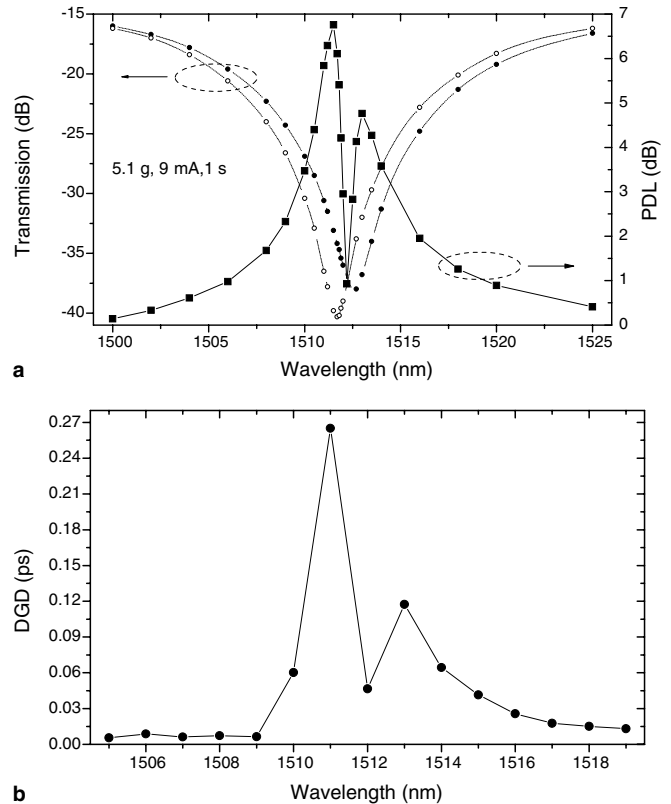 -15
-20
-25
-30
-35
-40
Transmission (dB)
5.1 g, 9 mA,1 s
7
6
5
4
3
2
1
0
PDL (dB)
1500 1505 1510 1515 1520 1525
Wavelength (nm)
a
0.27
0.24
0.21
0.18
0.15
0.12
0.09
0.06
0.03
0.00
DGD (ps)
1506 1508 1510 1512 1514 1516 1518
Wavelength (nm)
b